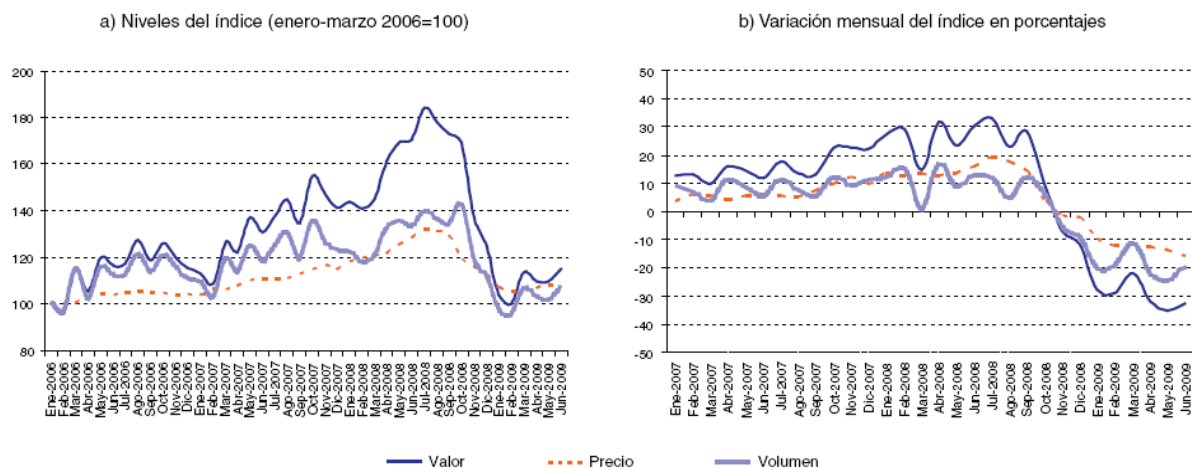 a) Niveles del índice (enero-marzo 2006=100)
200
180
160
140
120
100
80
Ene-2006
Feb-2006
Mar-2006
Abr-2006
May-2006
Jun-2006
Jul-2006
Ago-2006
Sep-2006
Oct-2006
Nov-2006
Dic-2006
Ene-2007
Feb-2007
Mar-2007
Abr-2007
May-2007
Jun-2007
Jul-2007
Ago-2007
Sep-2007
Oct-2007
Nov-2007
Dic-2007
Ene-2008
Feb-2008
Mar-2008
Abr-2008
May-2008
Jun-2008
Jul-2008
Ago-2008
Sep-2008
Oct-2008
Nov-2008
Dic-2008
Ene-2009
Feb-2009
Mar-2009
Abr-2009
May-2009
Jun-2009
b) Variación mensual del índice en porcentajes
50
40
30
20
10
0
-10
-20
-30
-40
-50
Ene-2007
Feb-2007
Mar-2007
Abr-2007
May-2007
Jun-2007
Jul-2007
Ago-2007
Sep-2007
Oct-2007
Nov-2007
Dic-2007
Ene-2008
Feb-2008
Mar-2008
Abr-2008
May-2008
Jun-2008
Jul-2008
Ago-2008
Sep-2008
Oct-2008
Nov-2008
Dic-2008
Ene-2009
Feb-2009
Mar-2009
Abr-2009
May-2009
Jun-2009
Valor
Precio
Volumen